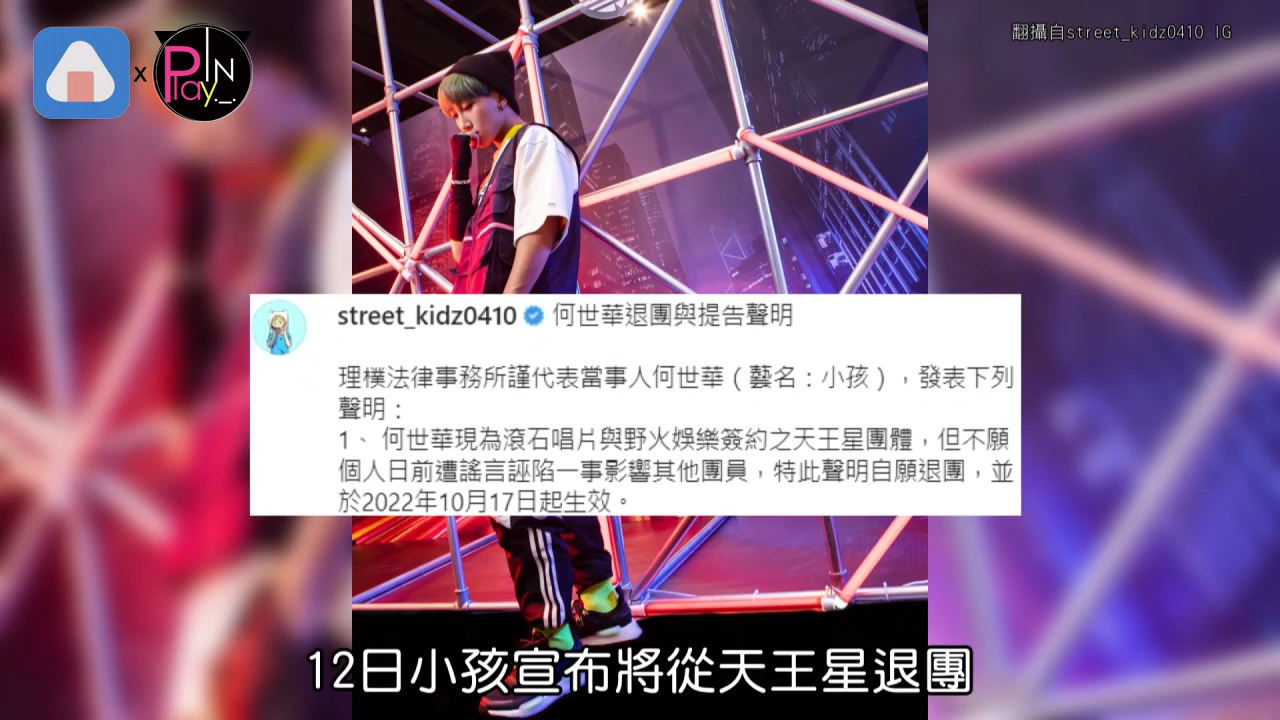 翻攝自street_kidz0410 IG
x
PlayIN
street_kidz0410 何世華退團與提告聲明
理樸法律事務所謹代表當事人何世華（藝名：小孩），發表下列
聲明：
1、 何世華現為滾石唱片與野火娛樂簽約之天王星團體，但不願
個人日前遭謠言誣陷一事影響其他團員，特此聲明自願退團，並
於2022年10月17日起生效。
12日小孩宣布將從天王星退團